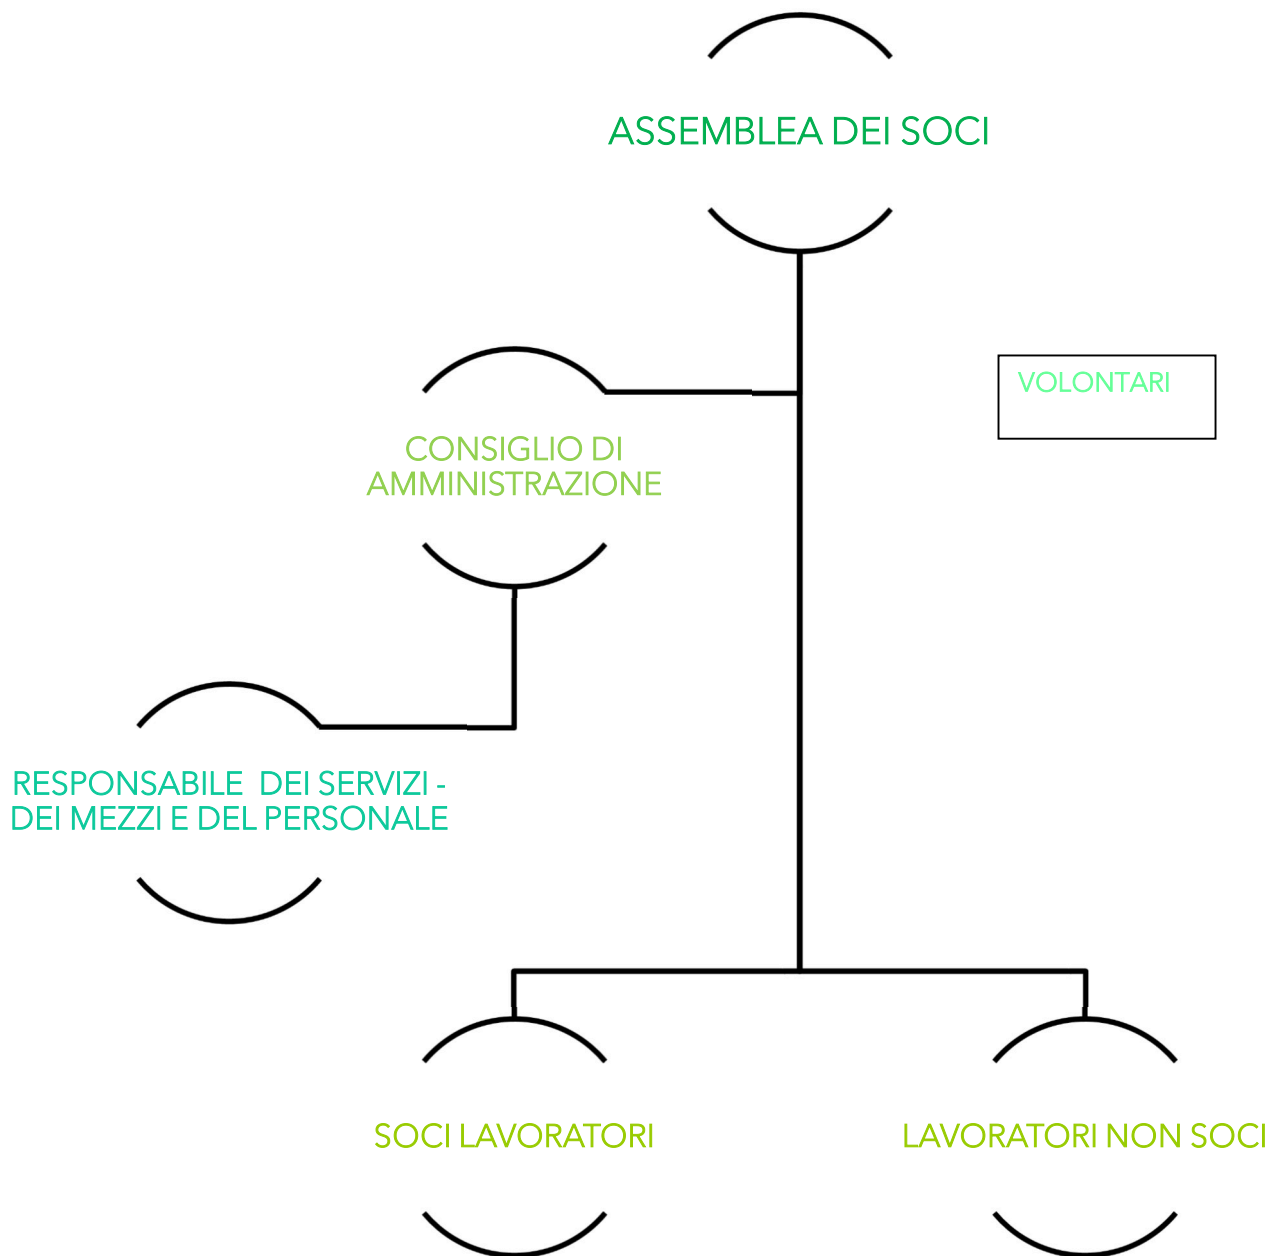 ASSEMBLEA DEI SOCI
VOLONTARI
CONSIGLIO DI
AMMINISTRAZIONE
RESPONSABILE  DEI SERVIZI -
DEI MEZZI E DEL PERSONALE
SOCI LAVORATORI
LAVORATORI NON SOCI